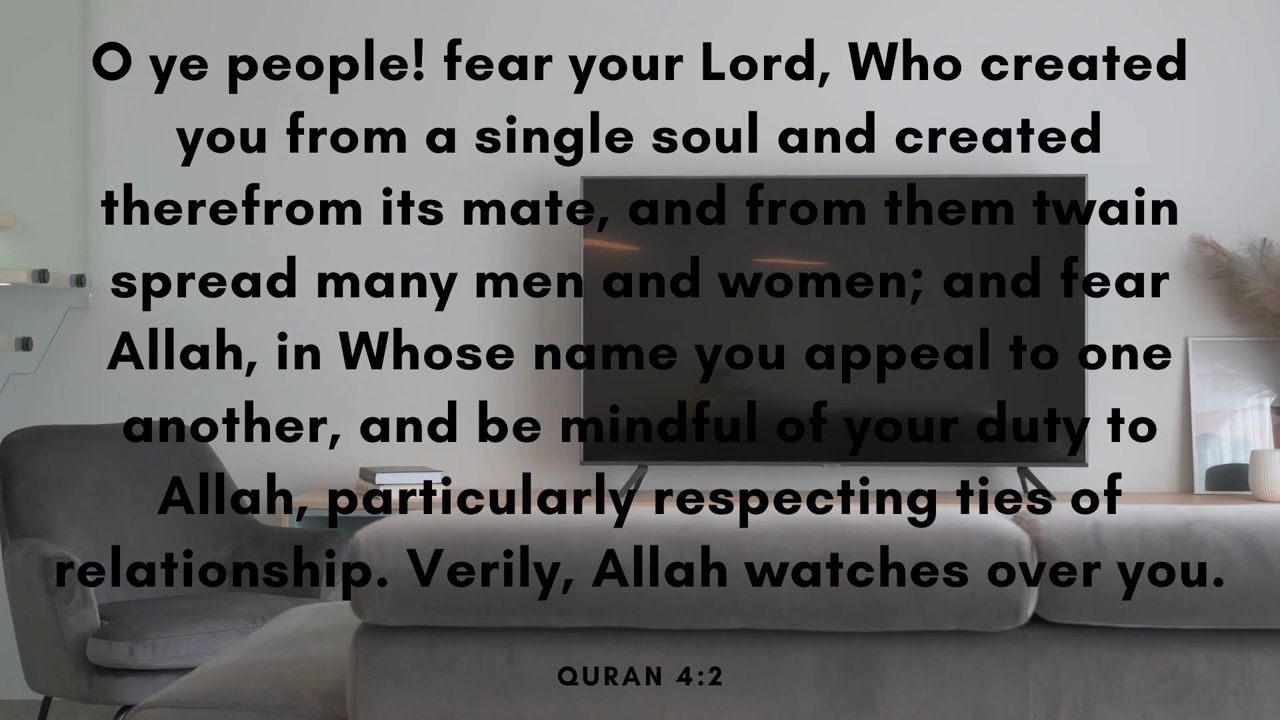 O ye people! fear your Lord, Who created
you from a single soul and created
therefrom its mate, and from them twain
spread many men and women; and fear
Allah, in Whose name you appeal to one
another, and be mindful of your duty to
Allah, particularly respecting ties of
relationship. Verily, Allah watches over you.
QURAN 4:2